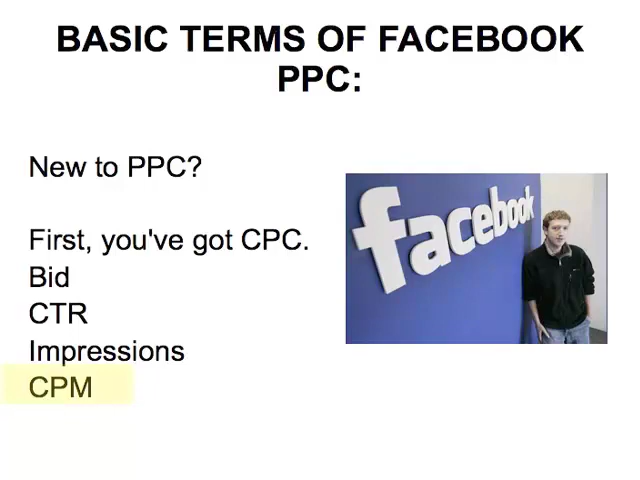 BASIC TERMS OF FACEBOOK
PPC:
New to PPC?
First, you've got CPC.
Bid
CTR
Impressions
CPM
facebook